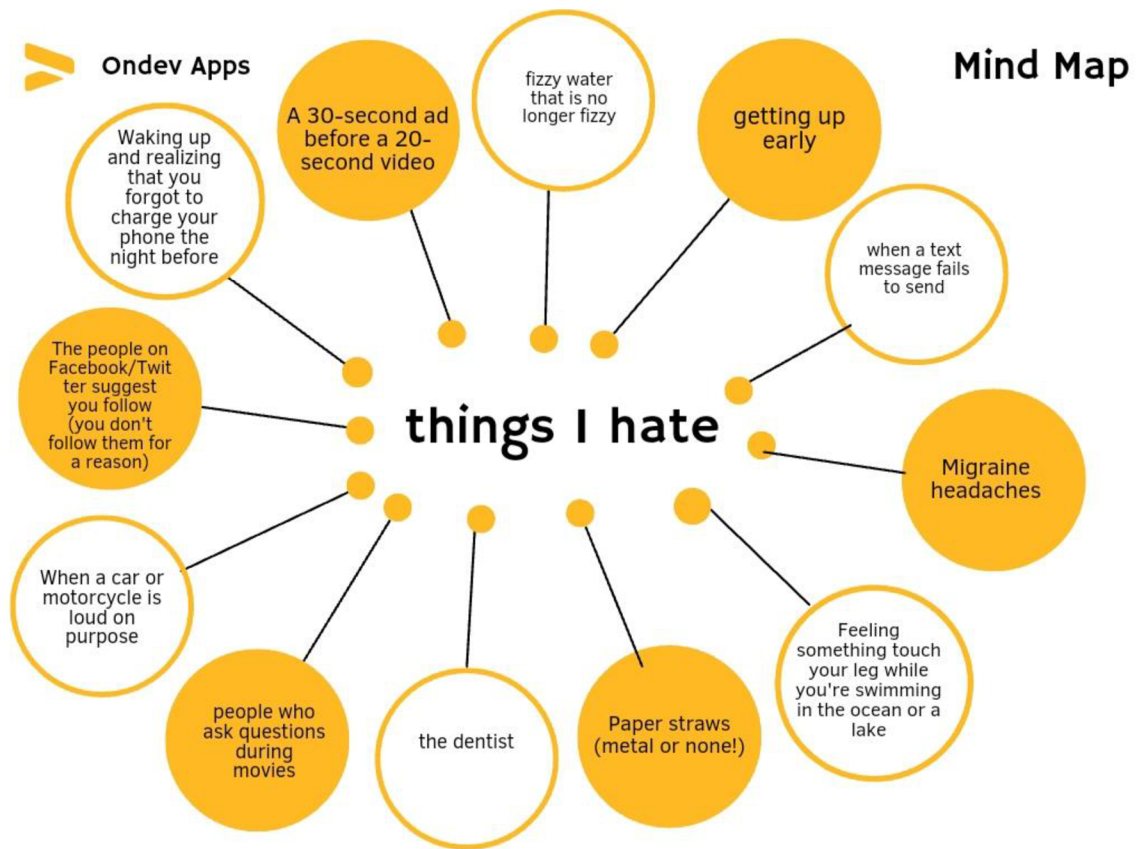 Ondev Apps
Mind Map
Waking up
and realizing
that you
forgot to
charge your
phone the
night before
A 30-second ad
before a 20-
second video
fizzy water
that is no
longer fizzy
getting up
early
when a text
message fails
to send
The people on
Facebook/Twit
ter suggest
you follow
(you don't
follow them for
a reason)
things I hate
Migraine
headaches
When a car or
motorcycle is
loud on
purpose
people who
ask questions
during
movies
the dentist
Paper straws
(metal or none!)
Feeling
something touch
your leg while
you're swimming
in the ocean or a
lake